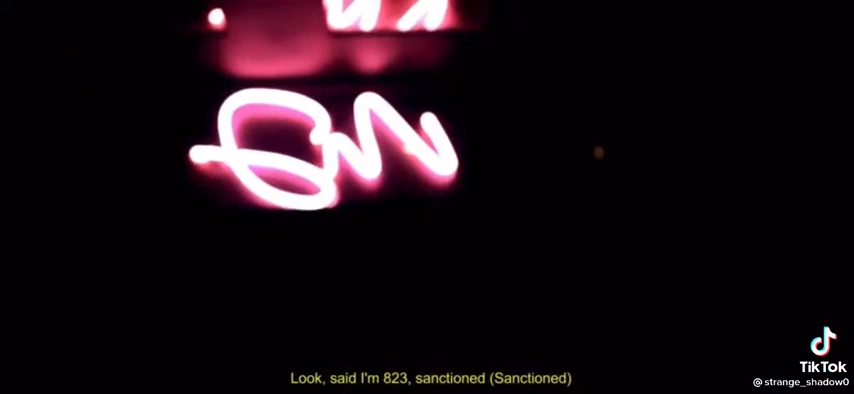 Look, said I'm 823, sanctioned (Sanctioned)
TikTok
@strange_shadow0